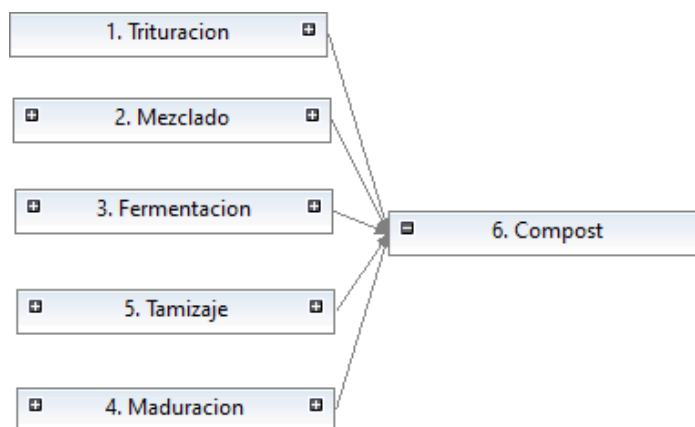 1. Trituracion
2. Mezclado
3. Fermentacion
6. Compost
5. Tamizaje
4. Maduracion